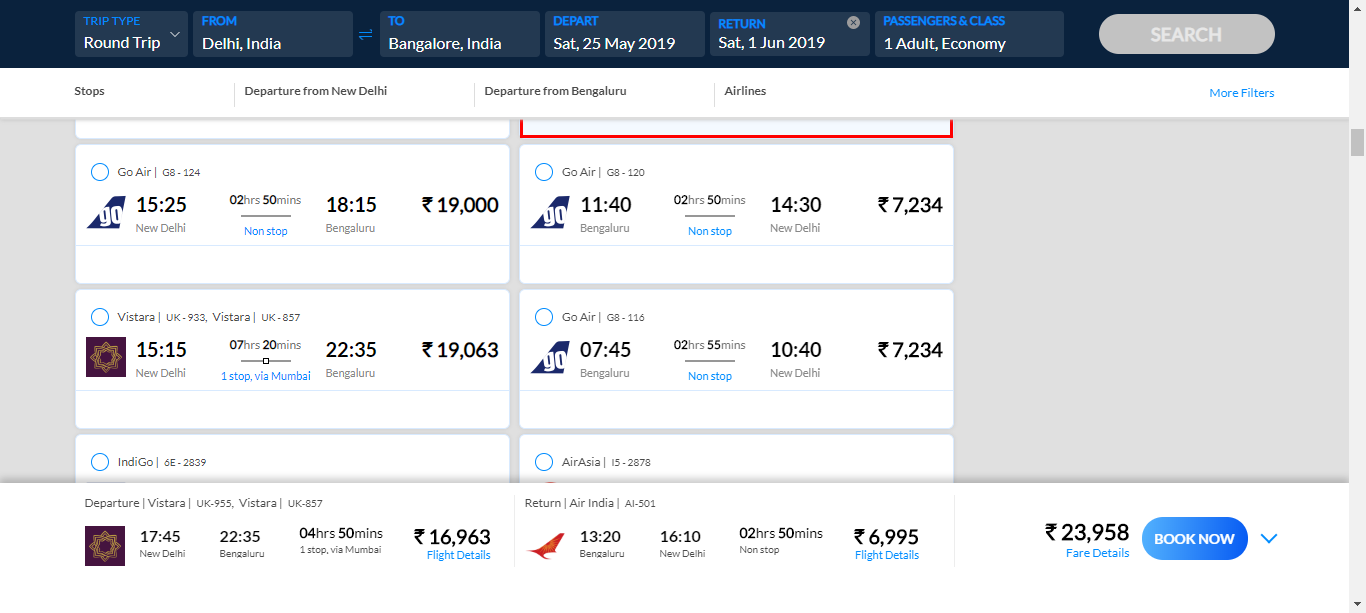 TRIP TYPE
Round Trip
FROM
Delhi, India
TO
Bangalore, India
DEPART
Sat, 25 May 2019
RETURN
Sat, 1 Jun 2019
PASSENGERS & CLASS
1 Adult, Economy
SEARCH
Stops
Departure from New Delhi
Departure from Bengaluru
Airlines
More Filters
Go Air | G8 - 124
go
15:25
New Delhi
02hrs 50mins
Non stop
18:15
Bengaluru
₹ 19,000
Go Air | G8 - 120
go
11:40
Bengaluru
02hrs 50mins
Non stop
14:30
New Delhi
₹ 7,234
Vistara | UK - 933, Vistara | UK - 857
15:15
New Delhi
07hrs 20mins
1 stop, via Mumbai
22:35
Bengaluru
₹ 19,063
Go Air | G8 - 116
go
07:45
Bengaluru
02hrs 55mins
Non stop
10:40
New Delhi
₹ 7,234
IndiGo | 6E - 2839
AirAsia | I5 - 2878
Departure | Vistara | UK-955, Vistara | UK-857
17:45
New Delhi
22:35
Bengaluru
04hrs 50mins
1 stop, via Mumbai
₹ 16,963
Flight Details
Return | Air India | AI-501
13:20
Bengaluru
16:10
New Delhi
02hrs 50mins
Non stop
₹ 6,995
Flight Details
₹ 23,958
Fare Details
BOOK NOW